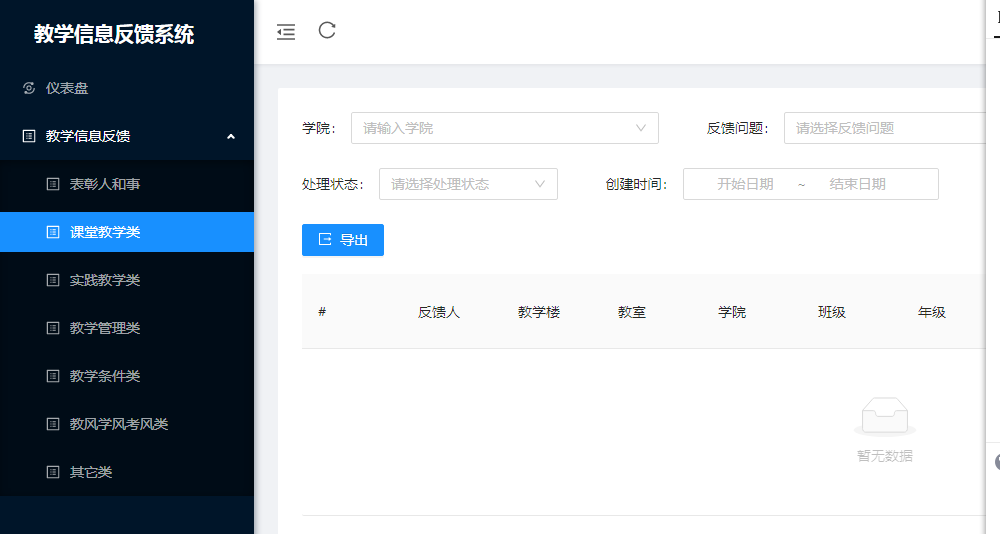 教学信息反馈系统
仪表盘
教学信息反馈
表彰人和事
课堂教学类
实践教学类
教学管理类
教学条件类
教风学风考风类
其它类
学院: 请输入学院 反馈问题: 请选择反馈问题
处理状态: 请选择处理状态 创建时间: 开始日期 ~ 结束日期
导出
# 反馈人 教学楼 教室 学院 班级 年级
暂无数据